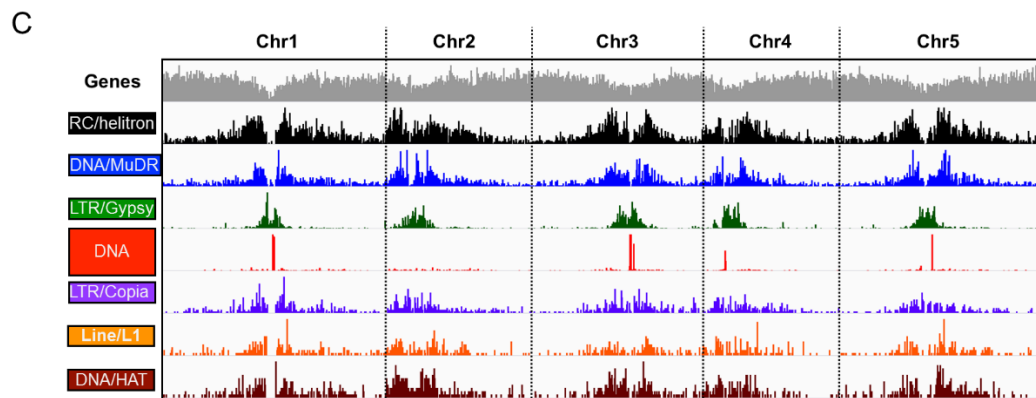 C
Chr1 Chr2 Chr3 Chr4 Chr5
Genes
RC/helitron
DNA/MuDR
LTR/Gypsy
DNA
LTR/Copia
Line/L1
DNA/HAT